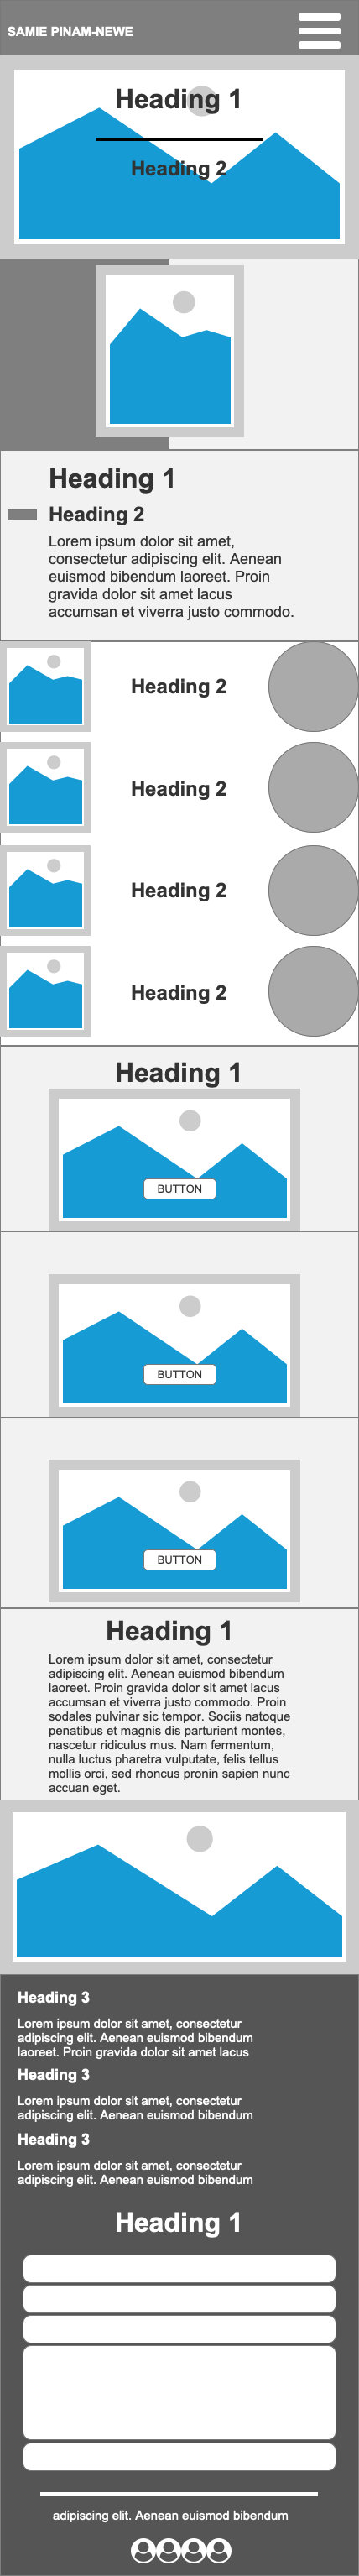 SAMIE PINAM-NEWE
Heading 1
Heading 2
Heading 1
Heading 2
Lorem ipsum dolor sit amet,
consectetur adipiscing elit. Aenean
euismod bibendum laoreet. Proin
gravida dolor sit amet lacus
accumsan et viverra justo commodo.
Heading 2
Heading 2
Heading 2
Heading 2
Heading 1
BUTTON
BUTTON
BUTTON
Heading 1
Lorem ipsum dolor sit amet, consectetur
adipiscing elit. Aenean euismod bibendum
laoreet. Proin gravida dolor sit amet lacus
accumsan et viverra justo commodo. Proin
sodales pulvinar sic tempor. Sociis natoque
penatibus et magnis dis parturient montes,
nascetur ridiculus mus. Nam fermentum,
nulla luctus pharetra vulputate, felis tellus
mollis orci, sed rhoncus pronin sapien nunc
accuan eget.
Heading 3
Lorem ipsum dolor sit amet, consectetur
adipiscing elit. Aenean euismod bibendum
laoreet. Proin gravida dolor sit amet lacus
Heading 3
Lorem ipsum dolor sit amet, consectetur
adipiscing elit. Aenean euismod bibendum
Heading 3
Lorem ipsum dolor sit amet, consectetur
adipiscing elit. Aenean euismod bibendum
Heading 1
adipiscing elit. Aenean euismod bibendum